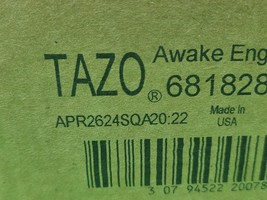 Awake Eng
TAZO® 681828
APR2624SQA20:22
Made in
USA
3 07 94522 20078